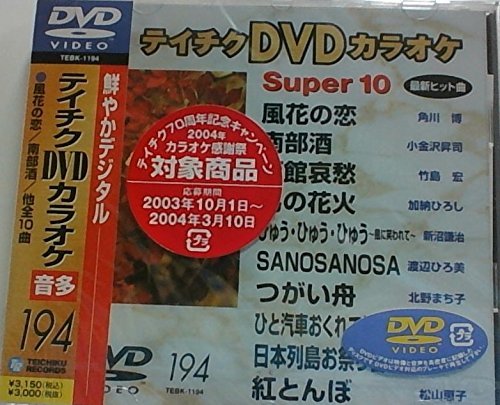 DVD
VIDEO
TEBK-1194
鮮やかデジタル
テイチクDVDカラオケ
●風花の恋/南部酒/他全10曲
音多
194
TEICHIKU RECORDS
¥3,150(税込)
¥3,000(税抜)
テイチクDVDカラオケ
Super 10
最新ヒット曲
風花の恋 角川 博
南部酒 小金沢昇司
館哀愁 竹島 宏
の花火 加納ひろし
ひゅう・ひゅう・ひゅう~風に笑われて~ 新沼謙治
SANOSANOSA 渡辺ひろ美
つがい舟 北野まち子
ひと汽車おくれて
日本列島お祭り
紅とんぼ 松山恵子
テイチク70周年記念キャンペーン
2004年
カラオケ感謝祭
対象商品
応募期間
2003年10月1日~
2004年3月10日
DVD
VIDEO
DVD
VIDEO
194
TEBK-1194